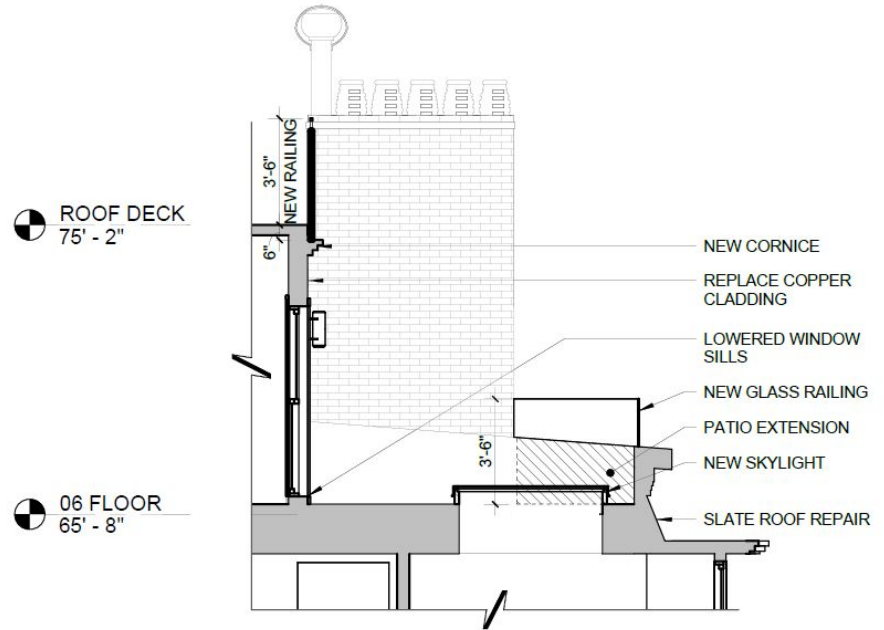 3'-6"
NEW RAILING
ROOF DECK
75' - 2"
6"
NEW CORNICE
REPLACE COPPER
CLADDING
LOWERED WINDOW
SILLS
NEW GLASS RAILING
PATIO EXTENSION
3'-6"
NEW SKYLIGHT
06 FLOOR
65' - 8"
SLATE ROOF REPAIR